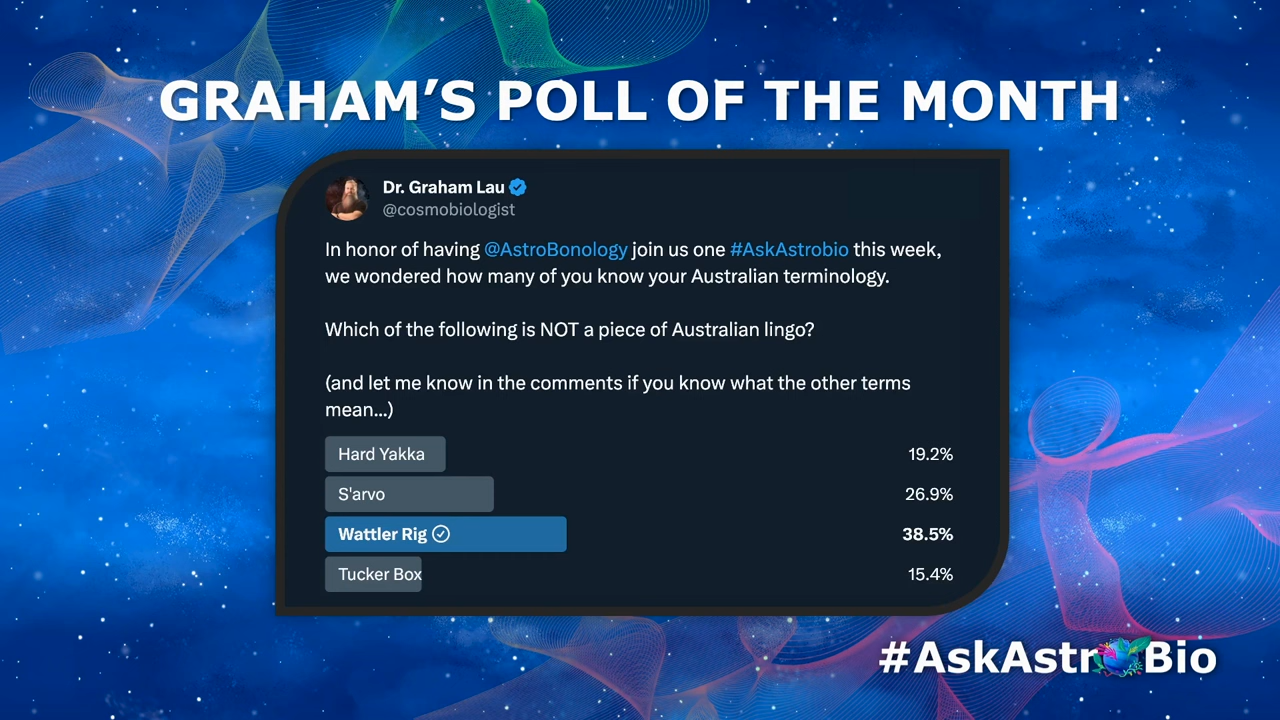 GRAHAM’S POLL OF THE MONTH
Dr. Graham Lau
@cosmobiologist
In honor of having @AstroBonology join us one #AskAstrobio this week,
we wondered how many of you know your Australian terminology.
Which of the following is NOT a piece of Australian lingo?
(and let me know in the comments if you know what the other terms
mean...)
Hard Yakka 19.2%
S'arvo 26.9%
Wattler Rig 38.5%
Tucker Box 15.4%
#AskAstroBio